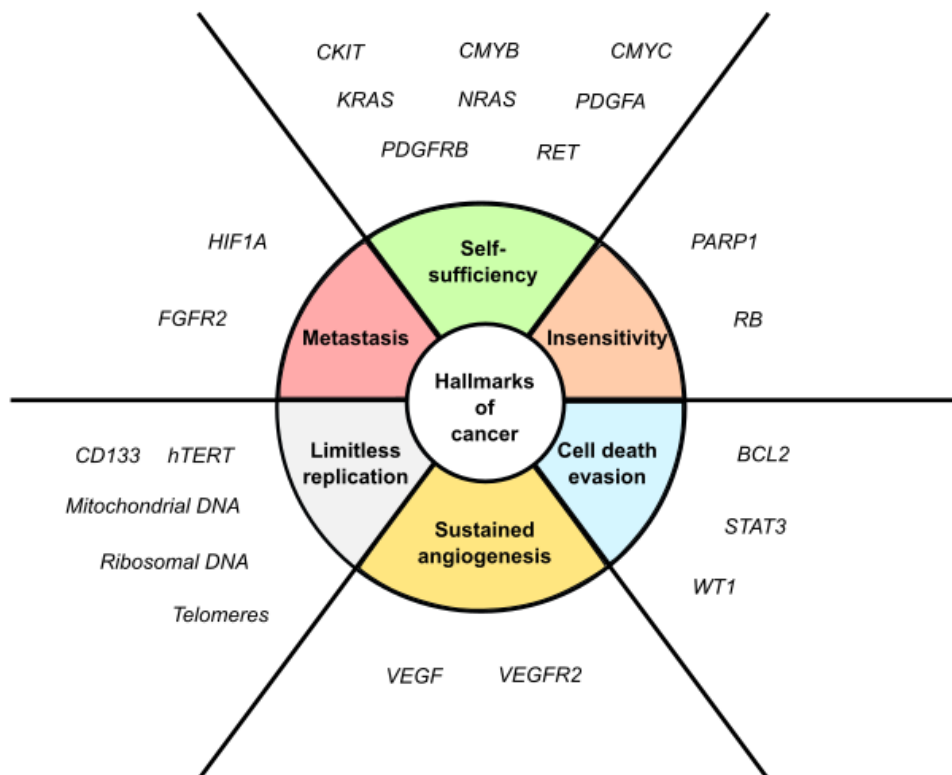 CKIT CMYB CMYC
KRAS NRAS PDGFA
PDGFRB RET
HIF1A
FGFR2
PARP1
RB
Self-
sufficiency
Metastasis
Insensitivity
Hallmarks
of
cancer
Limitless
replication
Cell death
evasion
Sustained
angiogenesis
CD133 hTERT
Mitochondrial DNA
Ribosomal DNA
Telomeres
BCL2
STAT3
WT1
VEGF VEGFR2